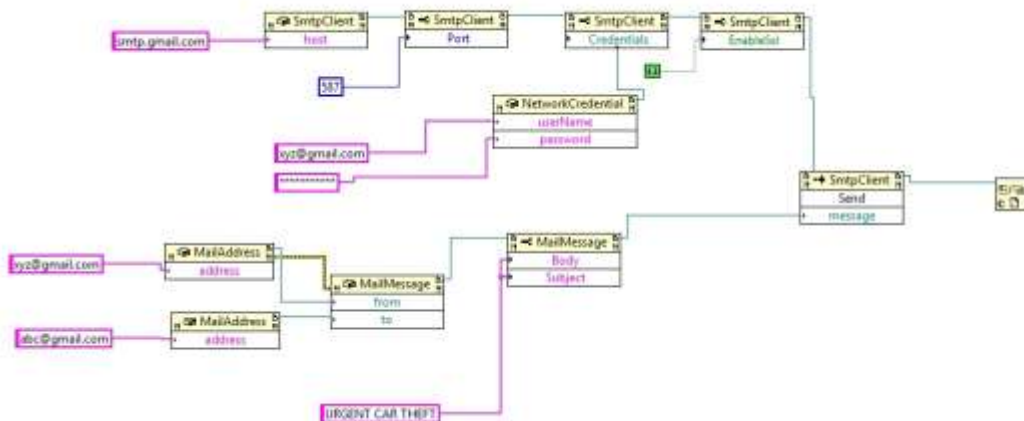 SmtpClient
host
smtp.gmail.com
SmtpClient
Port
587
SmtpClient
Credentials
SmtpClient
EnableSsl
NetworkCredential
userName
password
xyz@gmail.com
**********
SmtpClient
Send
message
MailAddress
address
xyz@gmail.com
MailMessage
from
to
MailMessage
Body
Subject
MailAddress
address
abc@gmail.com
URGENT CAR THEFT